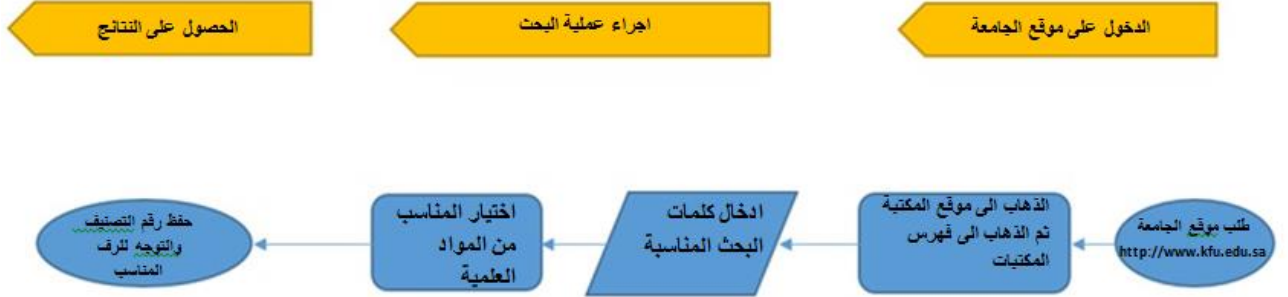 الدخول على موقع الجامعة
اجراء عملية البحث
الحصول على النتائج
طلب موقع الجامعة
http://www.kfu.edu.sa
الذهاب الى موقع المكتبة
ثم الذهاب الى فهرس
المكتبات
ادخال كلمات
البحث المناسبة
اختيار المناسب
من المواد
العلمية
حفظ رقم التصنيف
والتوجه للرف
المناسب